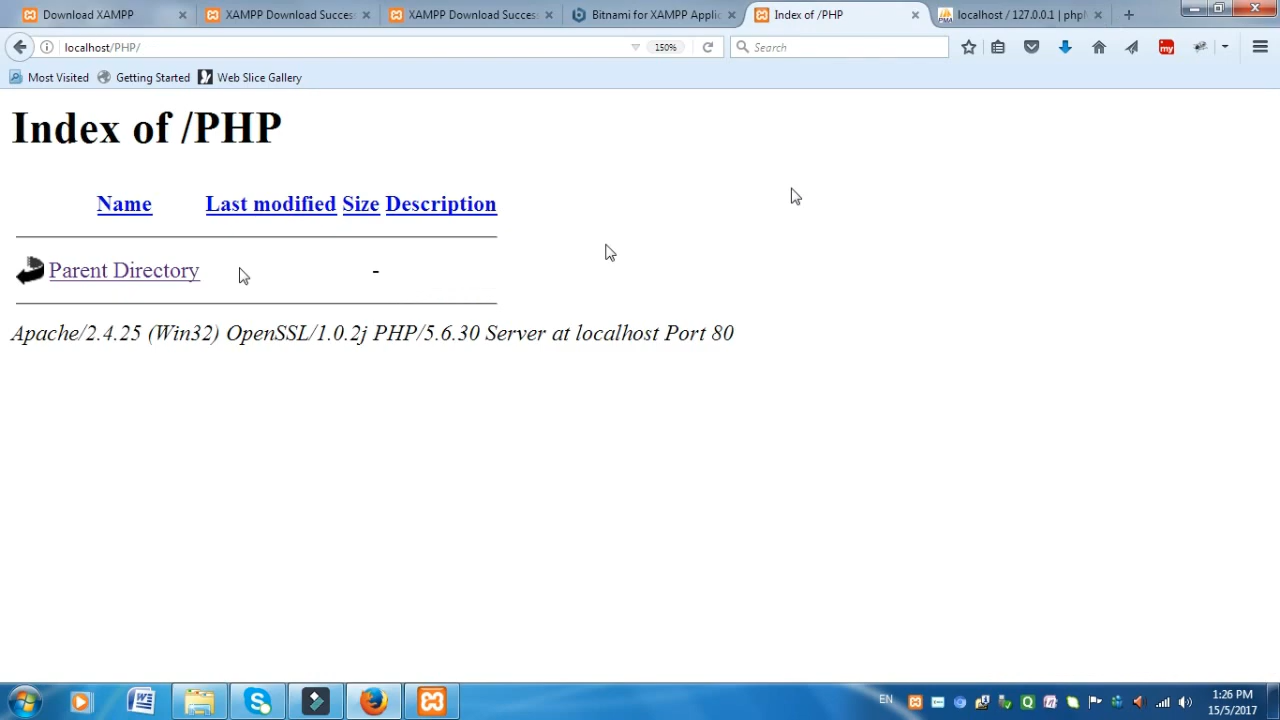 Download XAMPP
XAMPP Download Succes
XAMPP Download Succes
Bitnami for XAMPP Applic
Index of /PHP
localhost / 127.0.0.1 | php
localhost/PHP/
150%
Search
Most Visited
Getting Started
Web Slice Gallery
Index of /PHP
Name Last modified Size Description
Parent Directory -
Apache/2.4.25 (Win32) OpenSSL/1.0.2j PHP/5.6.30 Server at localhost Port 80
EN
1:26 PM
15/5/2017